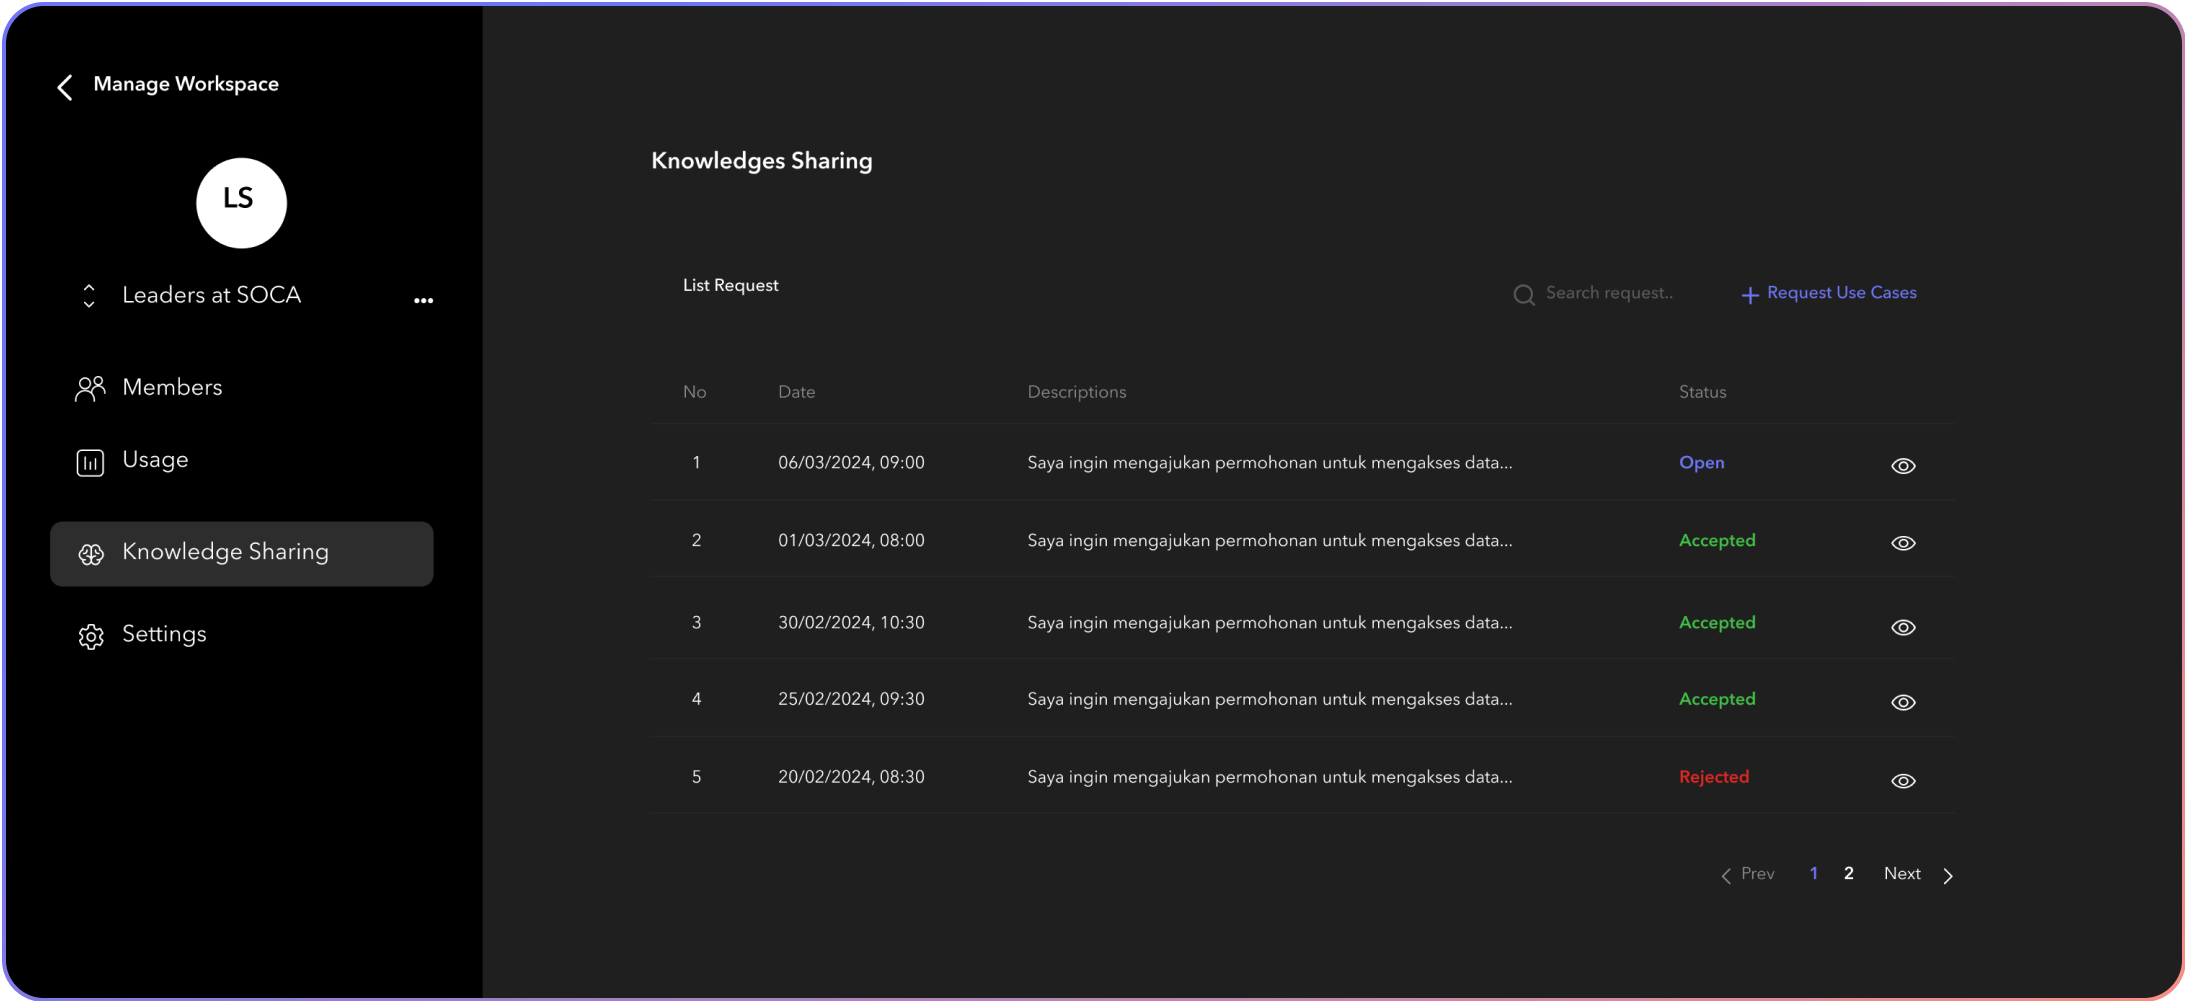 Manage Workspace
LS
Leaders at SOCA
Members
Usage
Knowledge Sharing
Settings
Knowledges Sharing
List Request
Search request..
Request Use Cases
No Date Descriptions Status
1 06/03/2024, 09:00 Saya ingin mengajukan permohonan untuk mengakses data... Open
2 01/03/2024, 08:00 Saya ingin mengajukan permohonan untuk mengakses data... Accepted
3 30/02/2024, 10:30 Saya ingin mengajukan permohonan untuk mengakses data... Accepted
4 25/02/2024, 09:30 Saya ingin mengajukan permohonan untuk mengakses data... Accepted
5 20/02/2024, 08:30 Saya ingin mengajukan permohonan untuk mengakses data... Rejected
Prev 1 2 Next